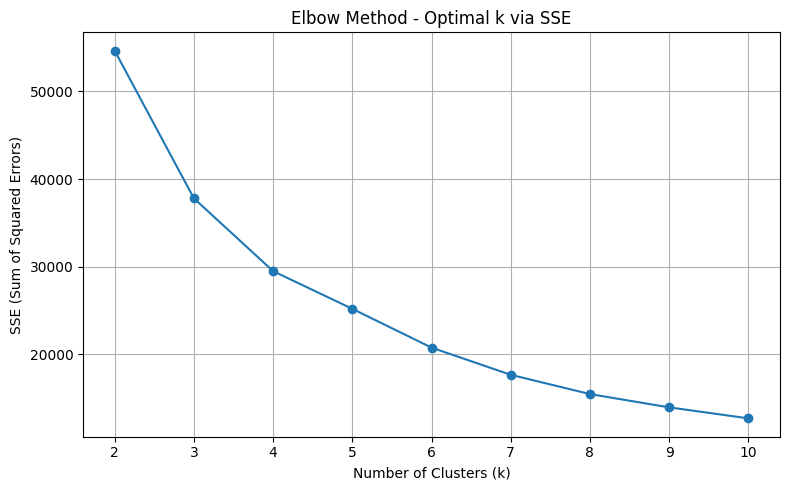 Elbow Method - Optimal k via SSE
SSE (Sum of Squared Errors)
50000
40000
30000
20000
2 3 4 5 6 7 8 9 10
Number of Clusters (k)